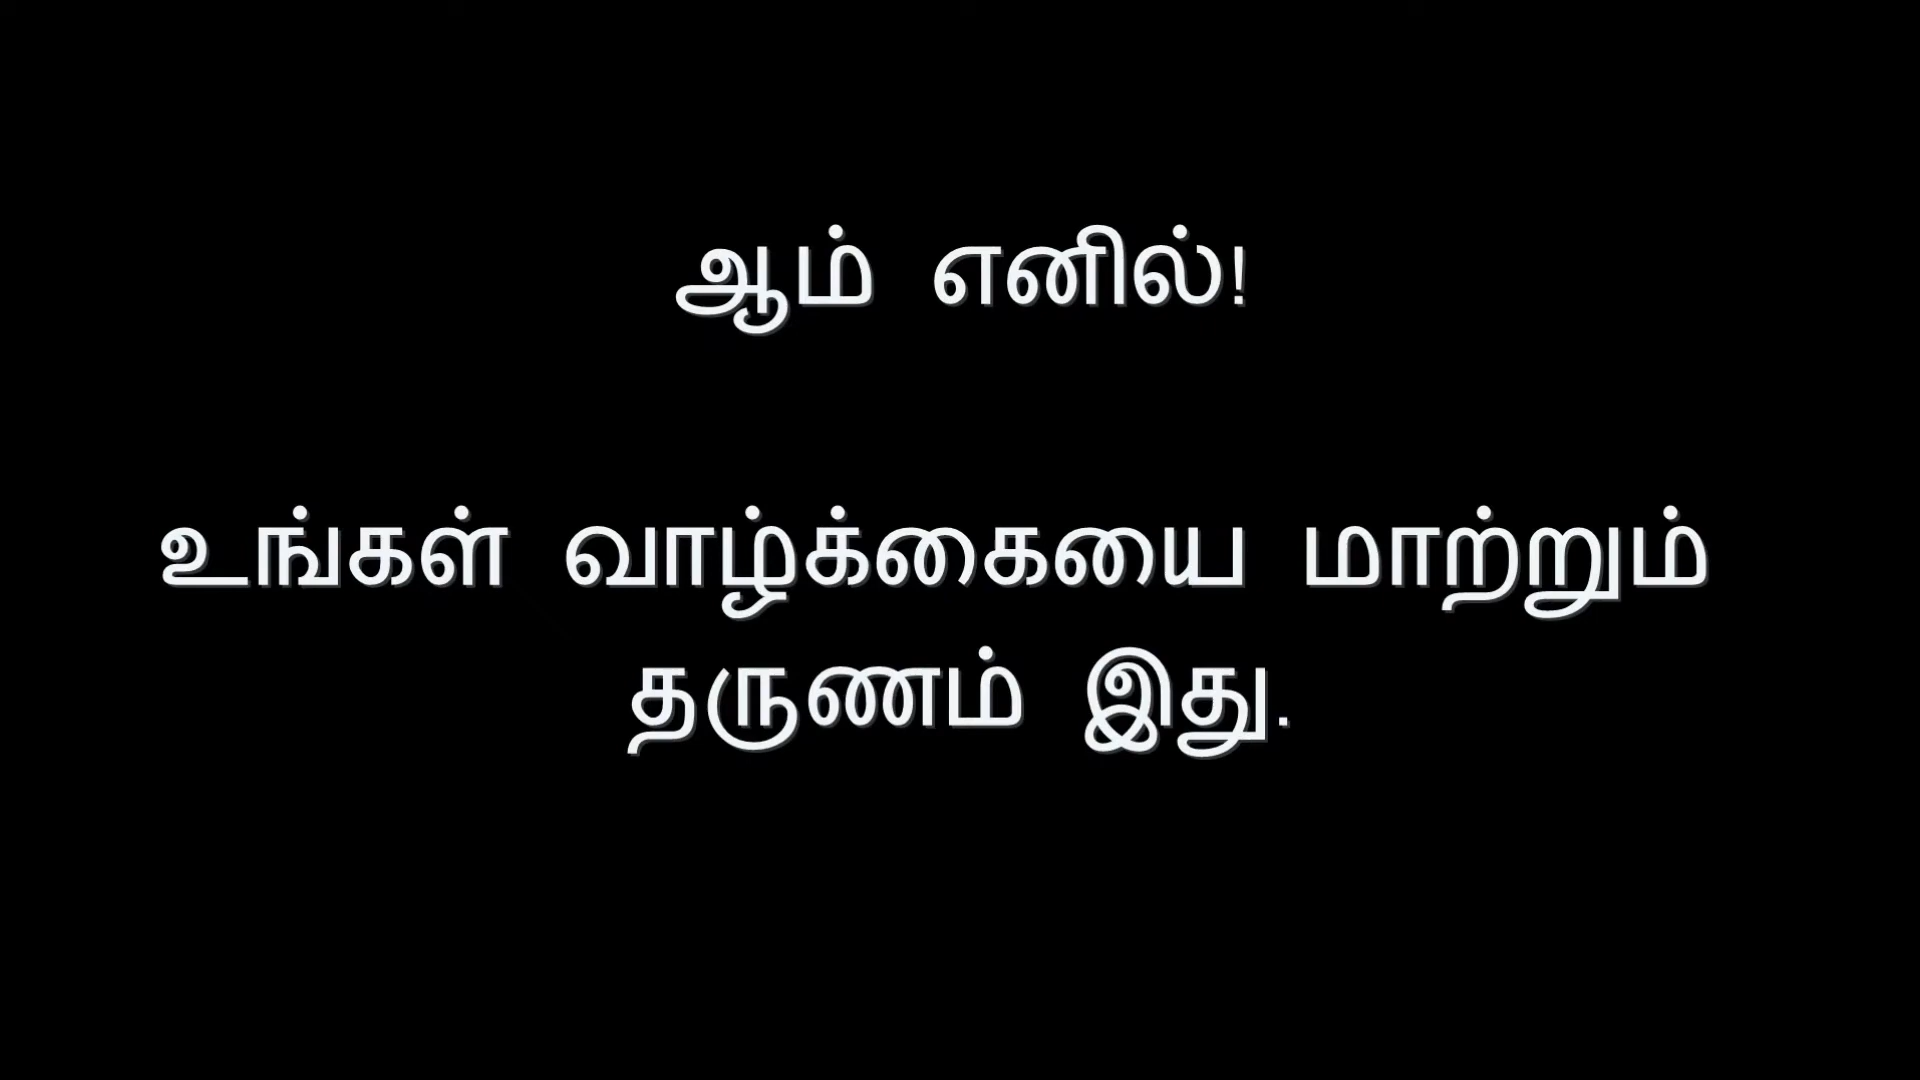 ஆம் எனில்!
உங்கள் வாழ்க்கையை மாற்றும்
தருணம் இது.